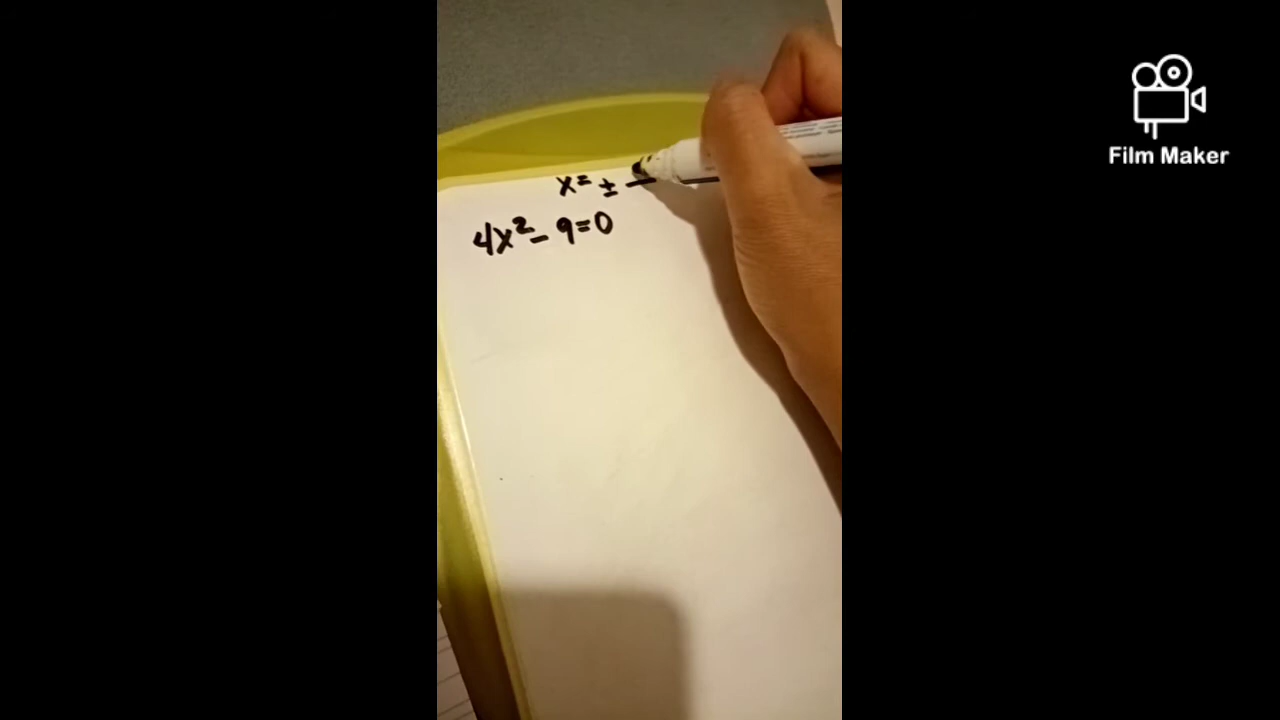 x= ± —
4x² - 9=0
Film Maker